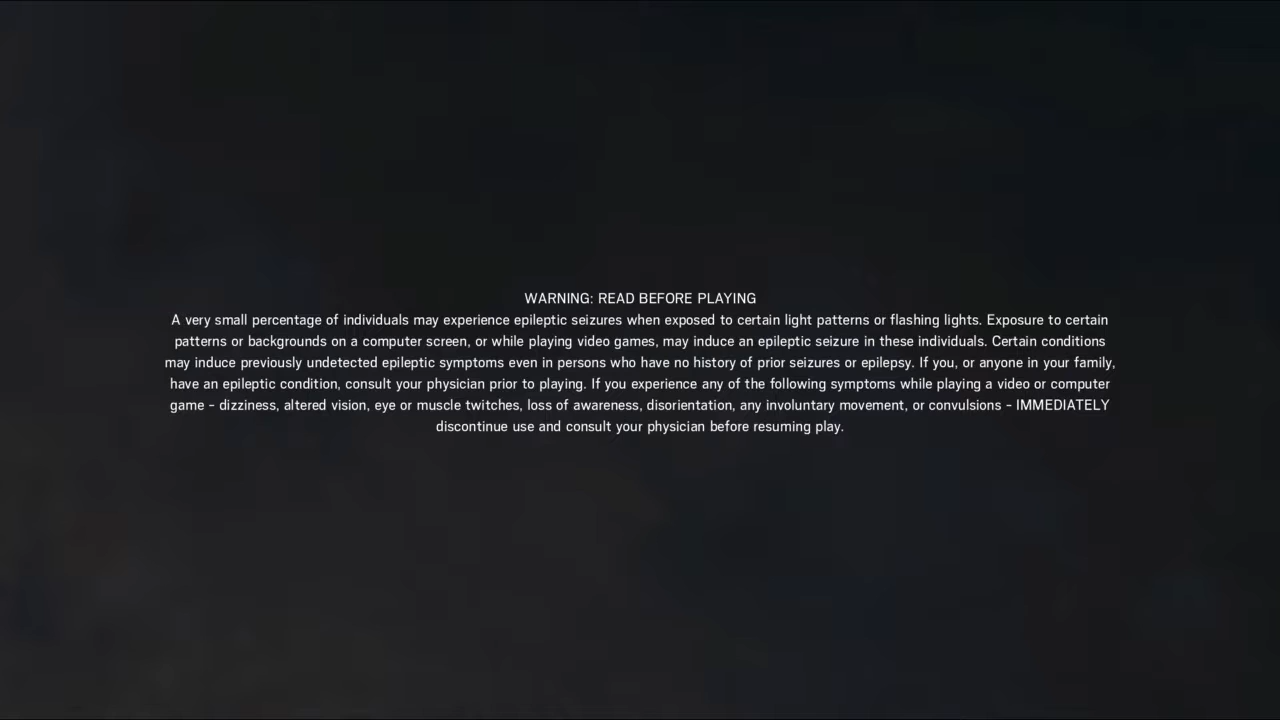 WARNING: READ BEFORE PLAYING
A very small percentage of individuals may experience epileptic seizures when exposed to certain light patterns or flashing lights. Exposure to certain
patterns or backgrounds on a computer screen, or while playing video games, may induce an epileptic seizure in these individuals. Certain conditions
may induce previously undetected epileptic symptoms even in persons who have no history of prior seizures or epilepsy. If you, or anyone in your family,
have an epileptic condition, consult your physician prior to playing. If you experience any of the following symptoms while playing a video or computer
game – dizziness, altered vision, eye or muscle twitches, loss of awareness, disorientation, any involuntary movement, or convulsions – IMMEDIATELY
discontinue use and consult your physician before resuming play.